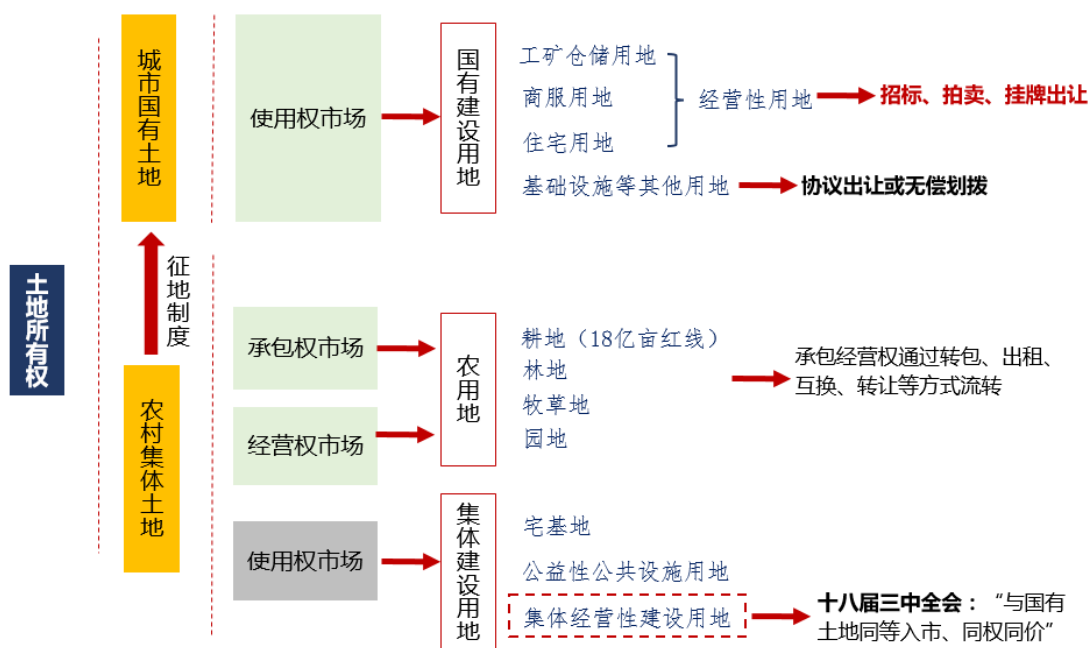 土地所有权
城市国有土地
征地制度
农村集体土地
使用权市场
国有建设用地
工矿仓储用地
商服用地
住宅用地
经营性用地
招标、拍卖、挂牌出让
基础设施等其他用地
协议出让或无偿划拨
承包权市场
经营权市场
农用地
耕地（18亿亩红线）
林地
牧草地
园地
承包经营权通过转包、出租、
互换、转让等方式流转
使用权市场
集体建设用地
宅基地
公益性公共设施用地
集体经营性建设用地
十八届三中全会：“与国有
土地同等入市、同权同价”